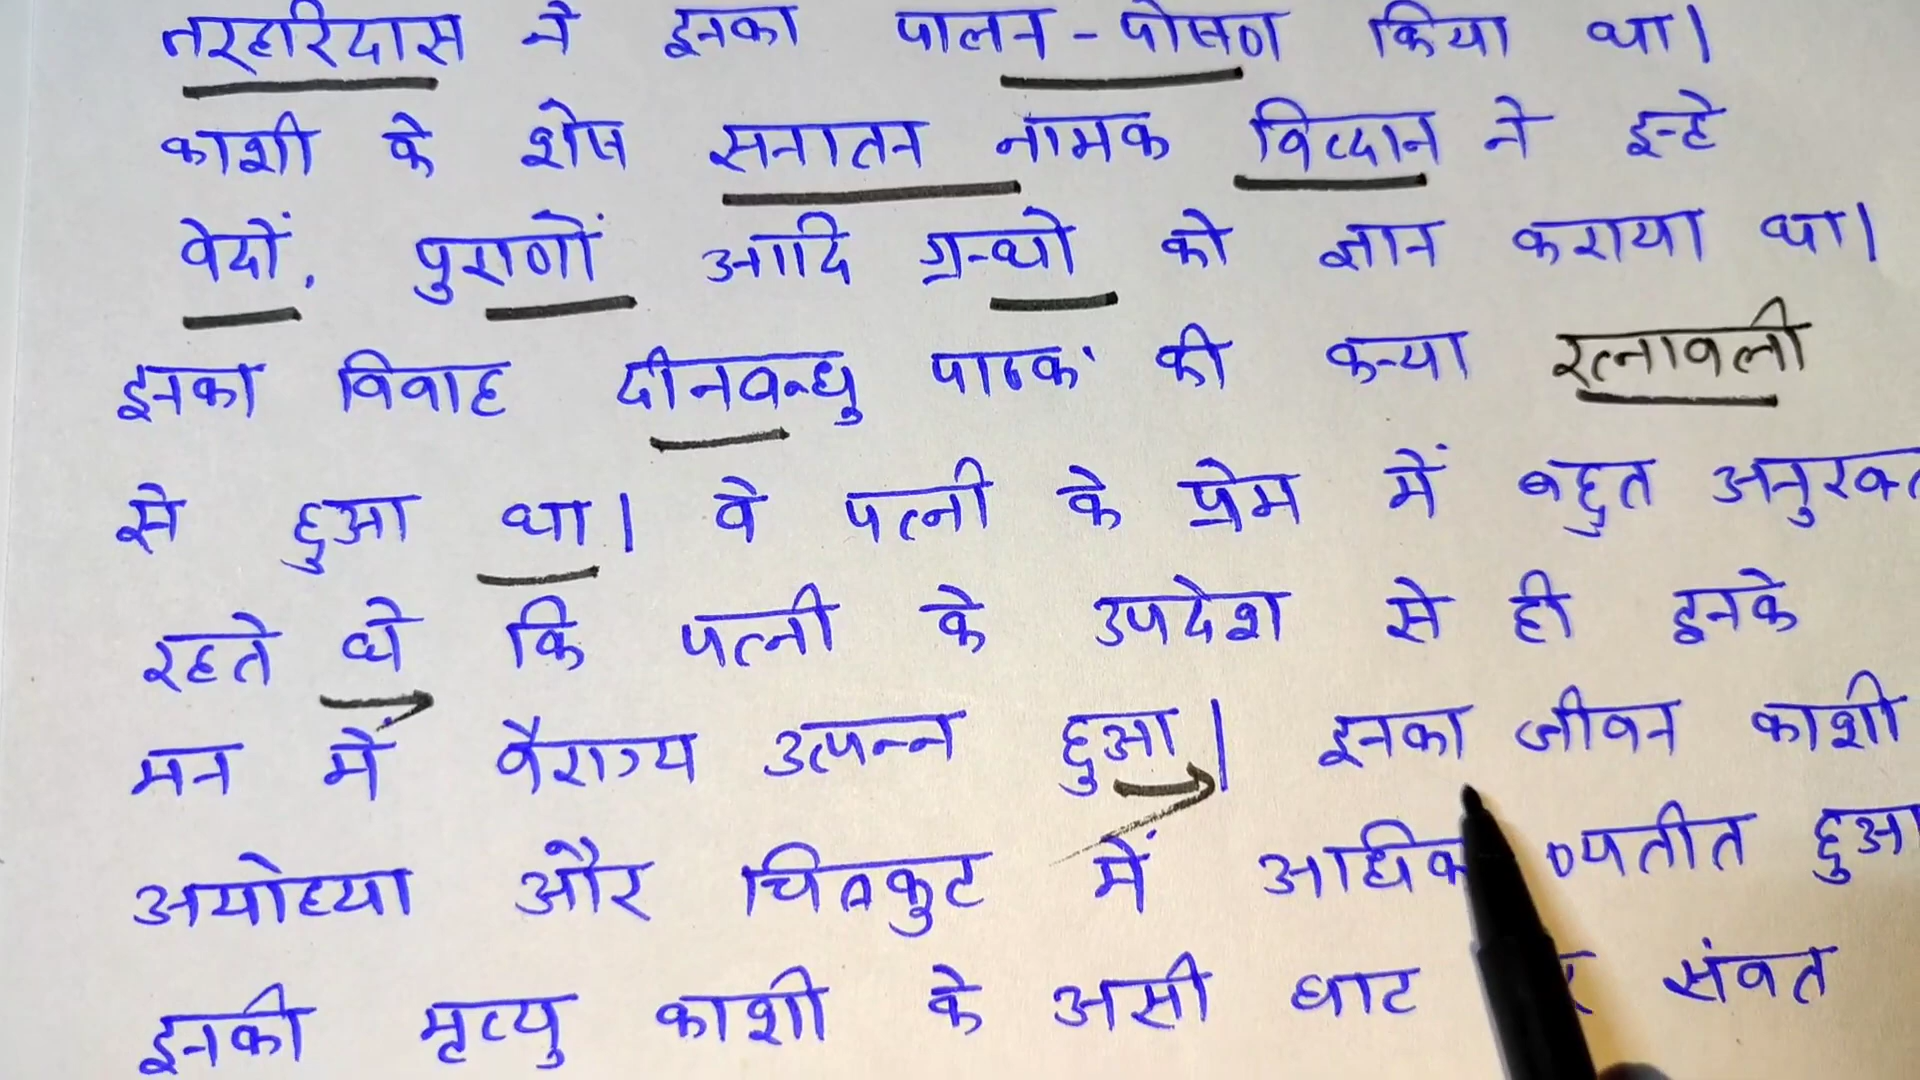 नरहरिदास ने इनका पालन-पोषण किया था।
काशी के शेष सनातन नामक विद्वान ने इन्हे
वेदों, पुराणों आदि ग्रन्थो को ज्ञान कराया था।
इनका विवाह दीनबन्धु पाठक की कन्या रत्नावली
से हुआ था। वे पत्नी के प्रेम में बहुत अनुरक्त
रहते थे कि पत्नी के उपदेश से ही इनके
मन में वैराग्य उत्पन्न हुआ। इनका जीवन काशी
अयोध्या और चित्रकुट में अधिक व्यतीत हुआ
इनकी मृत्यु काशी के असी घाट संवत